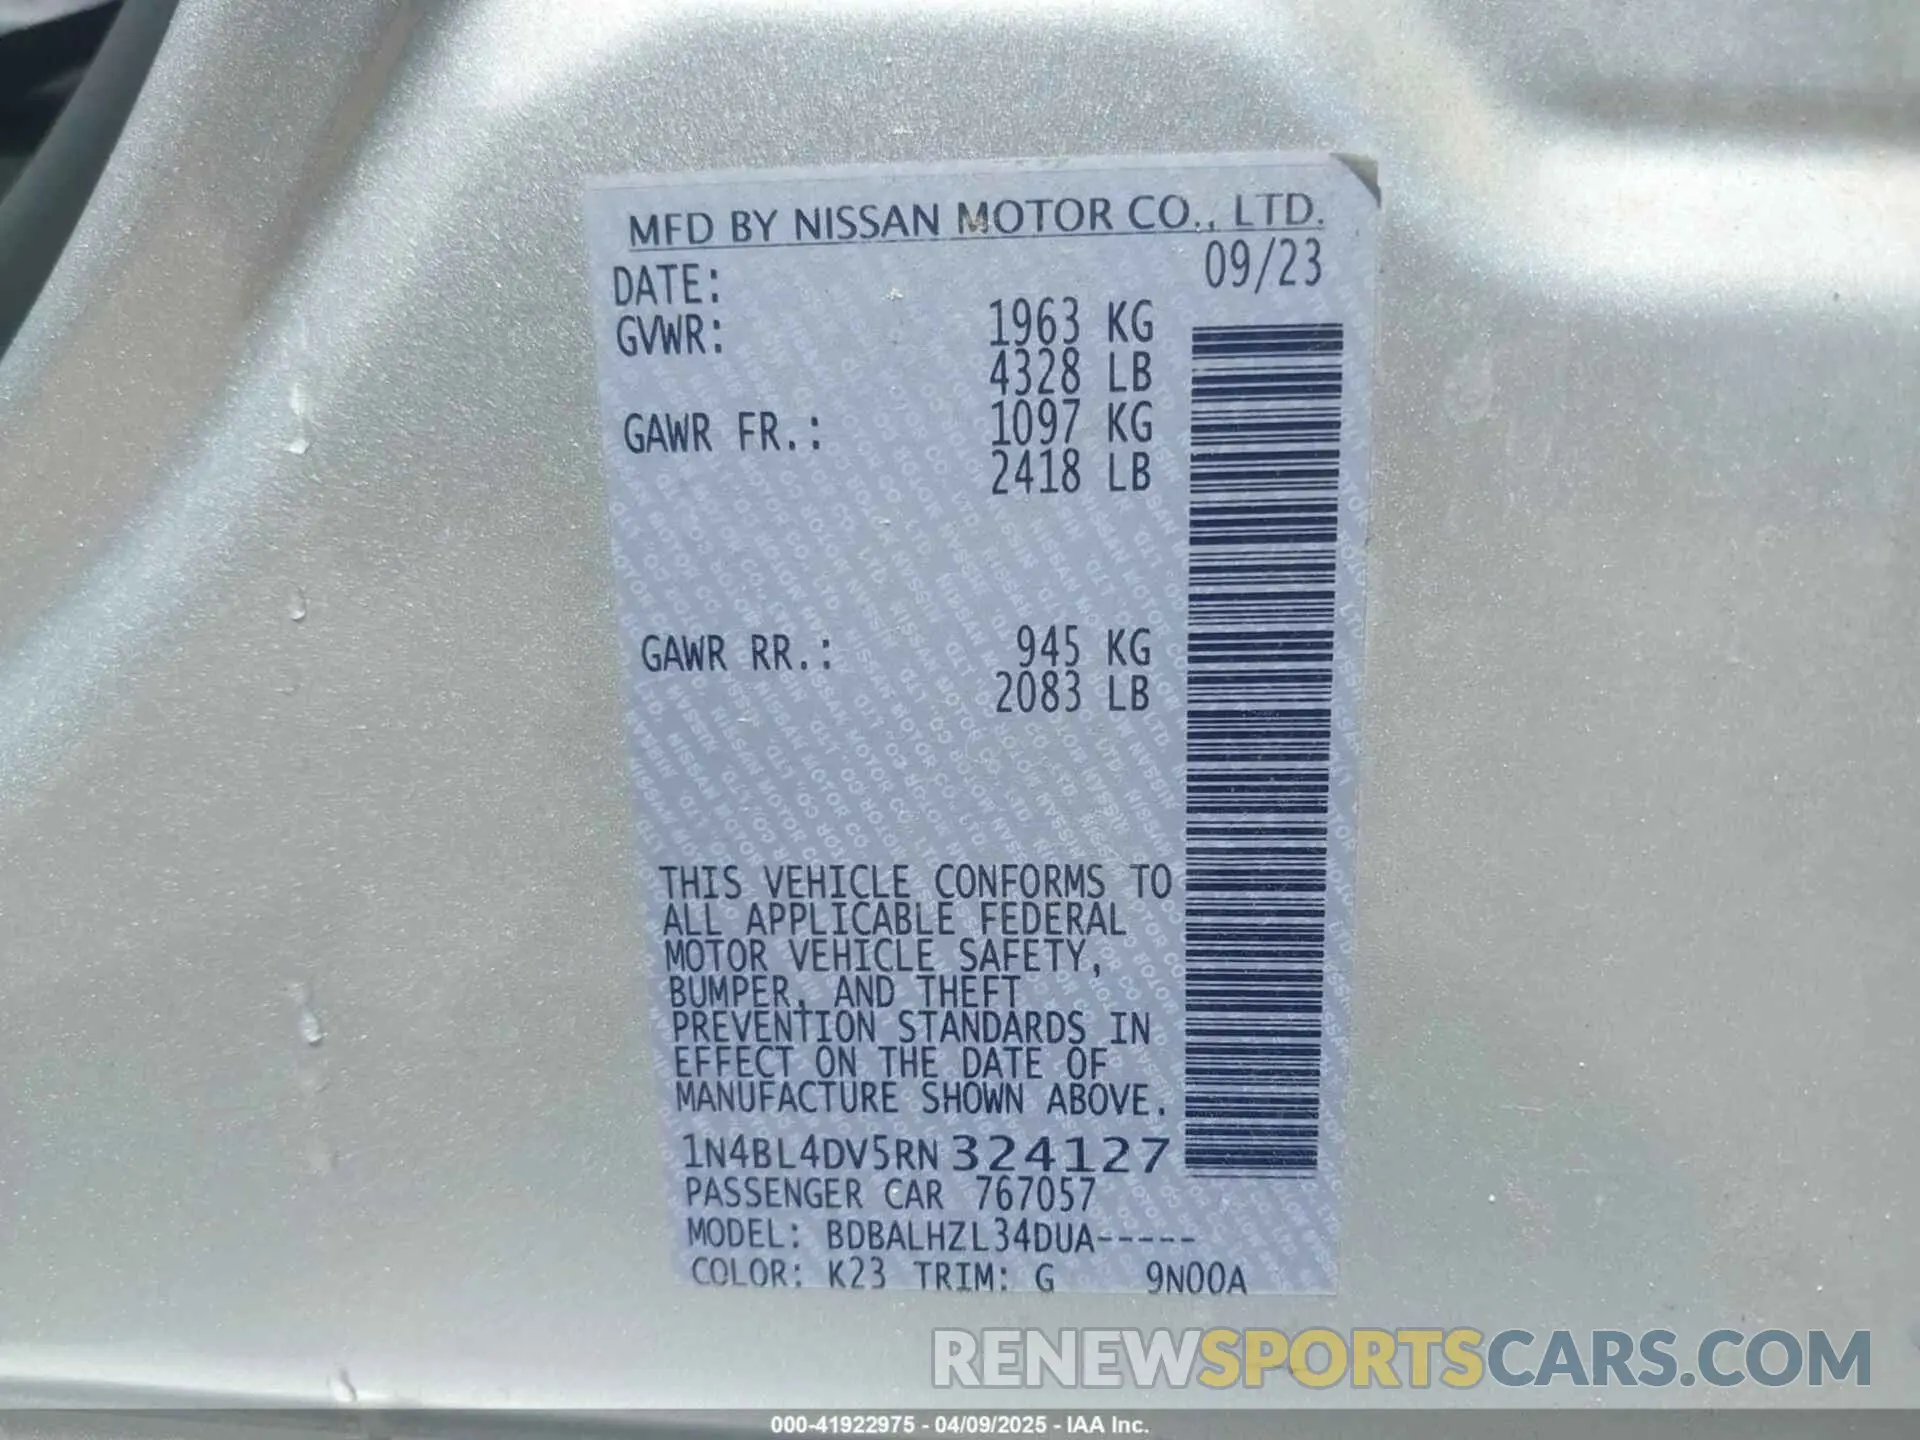 MFD BY NISSAN MOTOR CO., LTD.
DATE: 09/23
GVWR: 1963 KG
4328 LB
GAWR FR.: 1097 KG
2418 LB
GAWR RR.: 945 KG
2083 LB
THIS VEHICLE CONFORMS TO
ALL APPLICABLE FEDERAL
MOTOR VEHICLE SAFETY,
BUMPER, AND THEFT
PREVENTION STANDARDS IN
EFFECT ON THE DATE OF
MANUFACTURE SHOWN ABOVE.
1N4BL4DV5RN324127
PASSENGER CAR 767057
MODEL: BDBALHZL34DUA-----
COLOR: K23 TRIM: G 9N00A
RENEWSPORTSCARS.COM
000-41922975 - 04/09/2025 - IAA Inc.